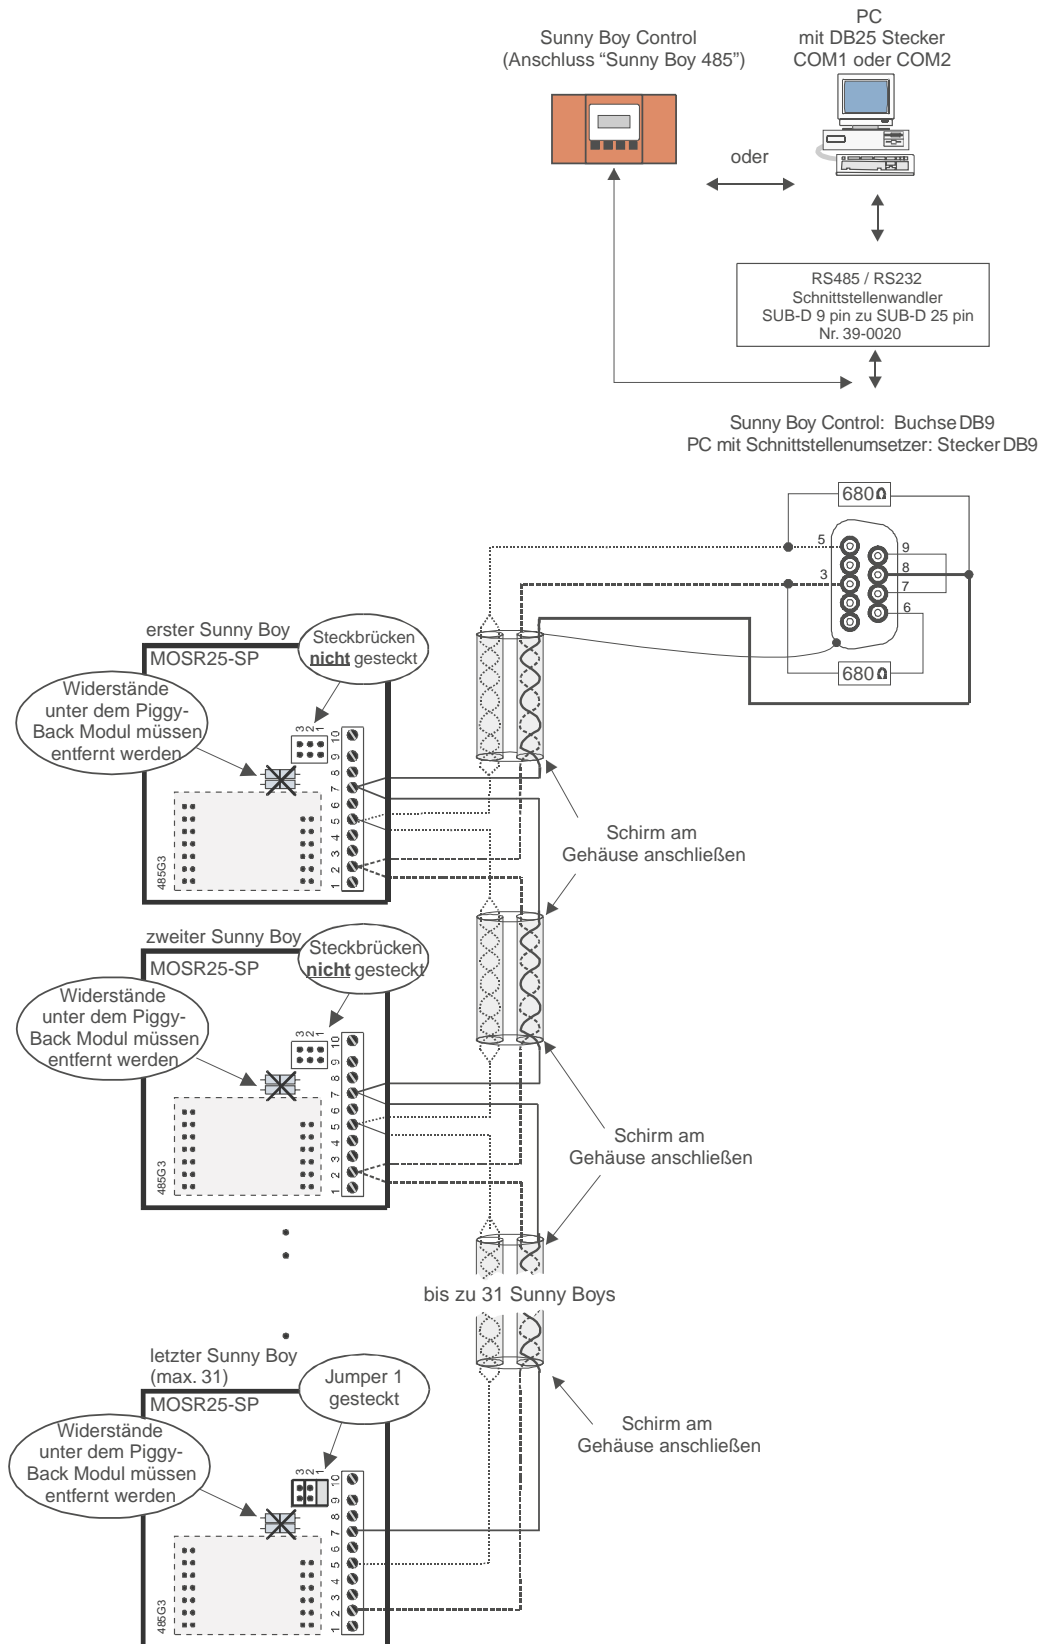 Sunny Boy Control
(Anschluss “Sunny Boy 485”)
PC
mit DB25 Stecker
COM1 oder COM2
oder
RS485 / RS232
Schnittstellenwandler
SUB-D 9 pin zu SUB-D 25 pin
Nr. 39-0020
Sunny Boy Control: Buchse DB9
PC mit Schnittstellenumsetzer: Stecker DB9
680Ω
5
9
8
3
7
6
680Ω
erster Sunny Boy
MOSR25-SP
Steckbrücken
nicht gesteckt
Widerstände
unter dem Piggy-
Back Modul müssen
entfernt werden
3
2
1
10
9
8
7
6
5
4
3
2
1
485G3
Schirm am
Gehäuse anschließen
zweiter Sunny Boy
MOSR25-SP
Steckbrücken
nicht gesteckt
Widerstände
unter dem Piggy-
Back Modul müssen
entfernt werden
3
2
1
10
9
8
7
6
5
4
3
2
1
485G3
Schirm am
Gehäuse anschließen
bis zu 31 Sunny Boys
letzter Sunny Boy
(max. 31)
MOSR25-SP
Jumper 1
gesteckt
Widerstände
unter dem Piggy-
Back Modul müssen
entfernt werden
3
2
1
10
9
8
7
6
5
4
3
2
1
485G3
Schirm am
Gehäuse anschließen